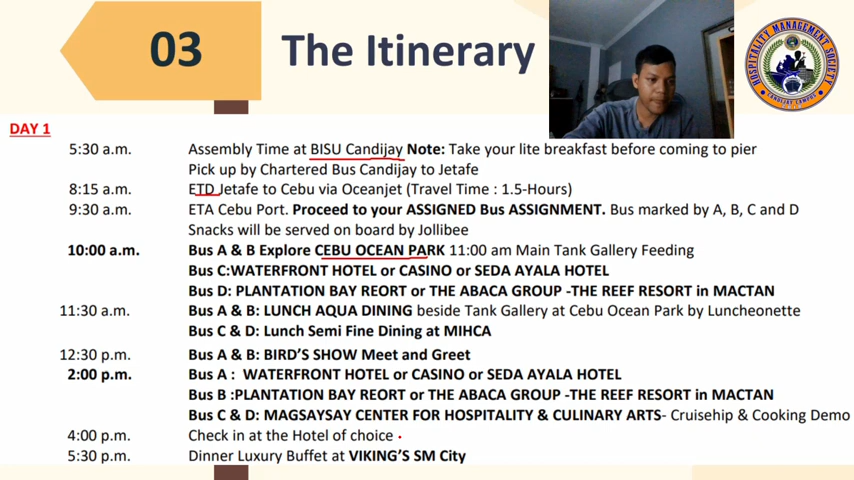 03
The Itinerary
HOSPITALITY MANAGEMENT SOCIETY
CANDIJAY CAMPUS
DAY 1
5:30 a.m. Assembly Time at BISU Candijay Note: Take your lite breakfast before coming to pier
Pick up by Chartered Bus Candijay to Jetafe
8:15 a.m. ETD Jetafe to Cebu via Oceanjet (Travel Time : 1.5-Hours)
9:30 a.m. ETA Cebu Port. Proceed to your ASSIGNED Bus ASSIGNMENT. Bus marked by A, B, C and D
Snacks will be served on board by Jollibee
10:00 a.m. Bus A & B Explore CEBU OCEAN PARK 11:00 am Main Tank Gallery Feeding
Bus C:WATERFRONT HOTEL or CASINO or SEDA AYALA HOTEL
Bus D: PLANTATION BAY REORT or THE ABACA GROUP -THE REEF RESORT in MACTAN
11:30 a.m. Bus A & B: LUNCH AQUA DINING beside Tank Gallery at Cebu Ocean Park by Luncheonette
Bus C & D: Lunch Semi Fine Dining at MIHCA
12:30 p.m. Bus A & B: BIRD'S SHOW Meet and Greet
2:00 p.m. Bus A : WATERFRONT HOTEL or CASINO or SEDA AYALA HOTEL
Bus B :PLANTATION BAY REORT or THE ABACA GROUP -THE REEF RESORT in MACTAN
Bus C & D: MAGSAYSAY CENTER FOR HOSPITALITY & CULINARY ARTS- Cruisehip & Cooking Demo
4:00 p.m. Check in at the Hotel of choice
5:30 p.m. Dinner Luxury Buffet at VIKING'S SM City